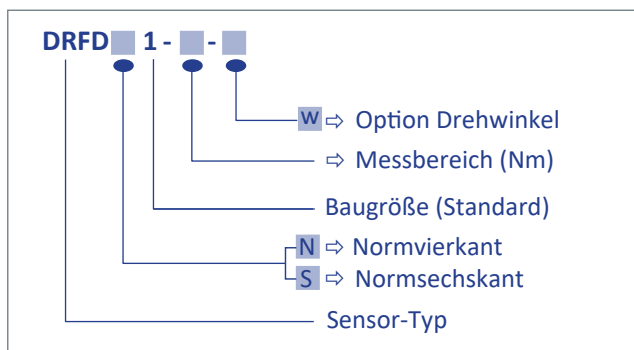 DRFD 1 - -
W ⇨ Option Drehwinkel
⇨ Messbereich (Nm)
Baugröße (Standard)
N ⇨ Normvierkant
S ⇨ Normsechskant
Sensor-Typ